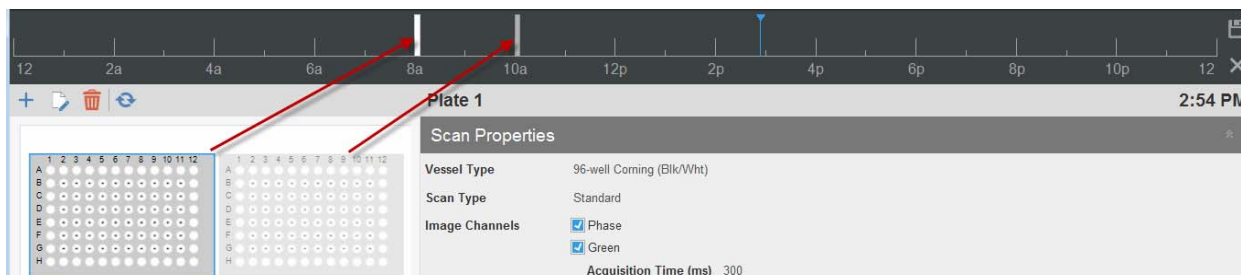 12 2a 4a 6a 8a 10a 12p 2p 4p 6p 8p 10p 12
Plate 1 2:54 PM
Scan Properties
1 2 3 4 5 6 7 8 9 10 11 12
A
B
C
D
E
F
G
H
1 2 3 4 5 6 7 8 9 10 11 12
A
B
C
D
E
F
G
H
Vessel Type 96-well Corning (Blk/Wht)
Scan Type Standard
Image Channels Phase
Green
Acquisition Time (ms) 300